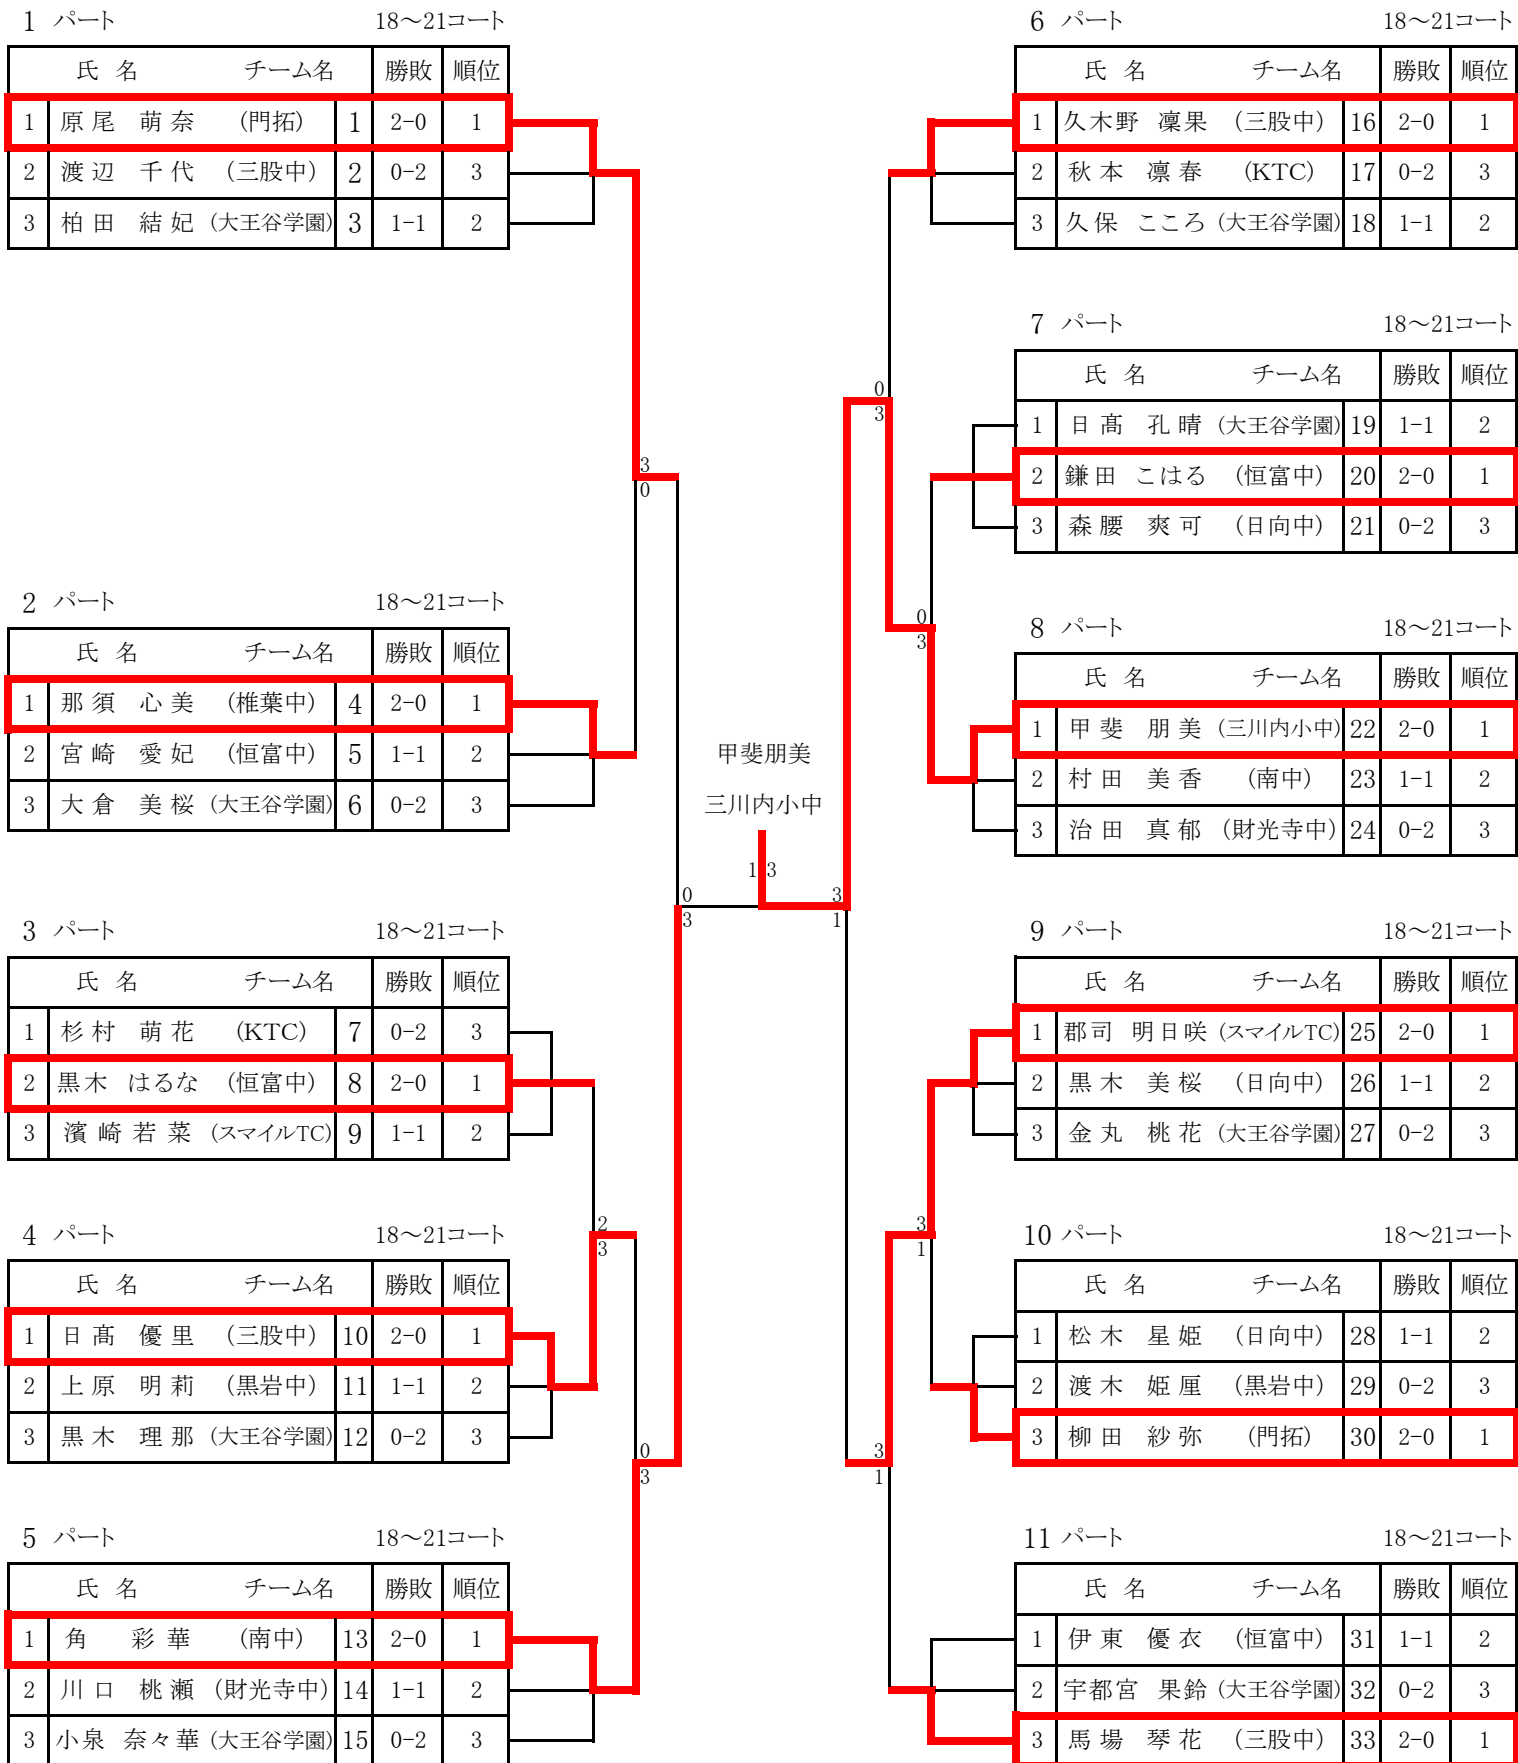 1 パート 18～21コート
氏 名 チーム名 勝敗 順位
1 原尾 萌奈 (門拓) 1 2-0 1
2 渡辺 千代 (三股中) 2 0-2 3
3 柏田 結妃 (大王谷学園) 3 1-1 2
2 パート 18～21コート
氏 名 チーム名 勝敗 順位
1 那須 心美 (椎葉中) 4 2-0 1
2 宮崎 愛妃 (恒富中) 5 1-1 2
3 大倉 美桜 (大王谷学園) 6 0-2 3
3 パート 18～21コート
氏 名 チーム名 勝敗 順位
1 杉村 萌花 (KTC) 7 0-2 3
2 黒木 はるな (恒富中) 8 2-0 1
3 濱崎若菜 (スマイルTC) 9 1-1 2
4 パート 18～21コート
氏 名 チーム名 勝敗 順位
1 日髙 優里 (三股中) 10 2-0 1
2 上原 明莉 (黒岩中) 11 1-1 2
3 黒木 理那 (大王谷学園) 12 0-2 3
5 パート 18～21コート
氏 名 チーム名 勝敗 順位
1 角 彩華 (南中) 13 2-0 1
2 川口 桃瀬 (財光寺中) 14 1-1 2
3 小泉 奈々華 (大王谷学園) 15 0-2 3
3
0
2
3
0
3
0
3
甲斐朋美
三川内小中
1 3
3
1
0
3
0
3
3
1
3
1
6 パート 18～21コート
氏 名 チーム名 勝敗 順位
1 久木野 凜果 (三股中) 16 2-0 1
2 秋本 凛春 (KTC) 17 0-2 3
3 久保 こころ (大王谷学園) 18 1-1 2
7 パート 18～21コート
氏 名 チーム名 勝敗 順位
1 日髙 孔晴 (大王谷学園) 19 1-1 2
2 鎌田 こはる (恒富中) 20 2-0 1
3 森腰 爽可 (日向中) 21 0-2 3
8 パート 18～21コート
氏 名 チーム名 勝敗 順位
1 甲斐 朋美 (三川内小中) 22 2-0 1
2 村田 美香 (南中) 23 1-1 2
3 治田 真郁 (財光寺中) 24 0-2 3
9 パート 18～21コート
氏 名 チーム名 勝敗 順位
1 郡司 明日咲 (スマイルTC) 25 2-0 1
2 黒木 美桜 (日向中) 26 1-1 2
3 金丸 桃花 (大王谷学園) 27 0-2 3
10 パート 18～21コート
氏 名 チーム名 勝敗 順位
1 松木 星姫 (日向中) 28 1-1 2
2 渡木 姫厘 (黒岩中) 29 0-2 3
3 柳田 紗弥 (門拓) 30 2-0 1
11 パート 18～21コート
氏 名 チーム名 勝敗 順位
1 伊東 優衣 (恒富中) 31 1-1 2
2 宇都宮 果鈴 (大王谷学園) 32 0-2 3
3 馬場 琴花 (三股中) 33 2-0 1